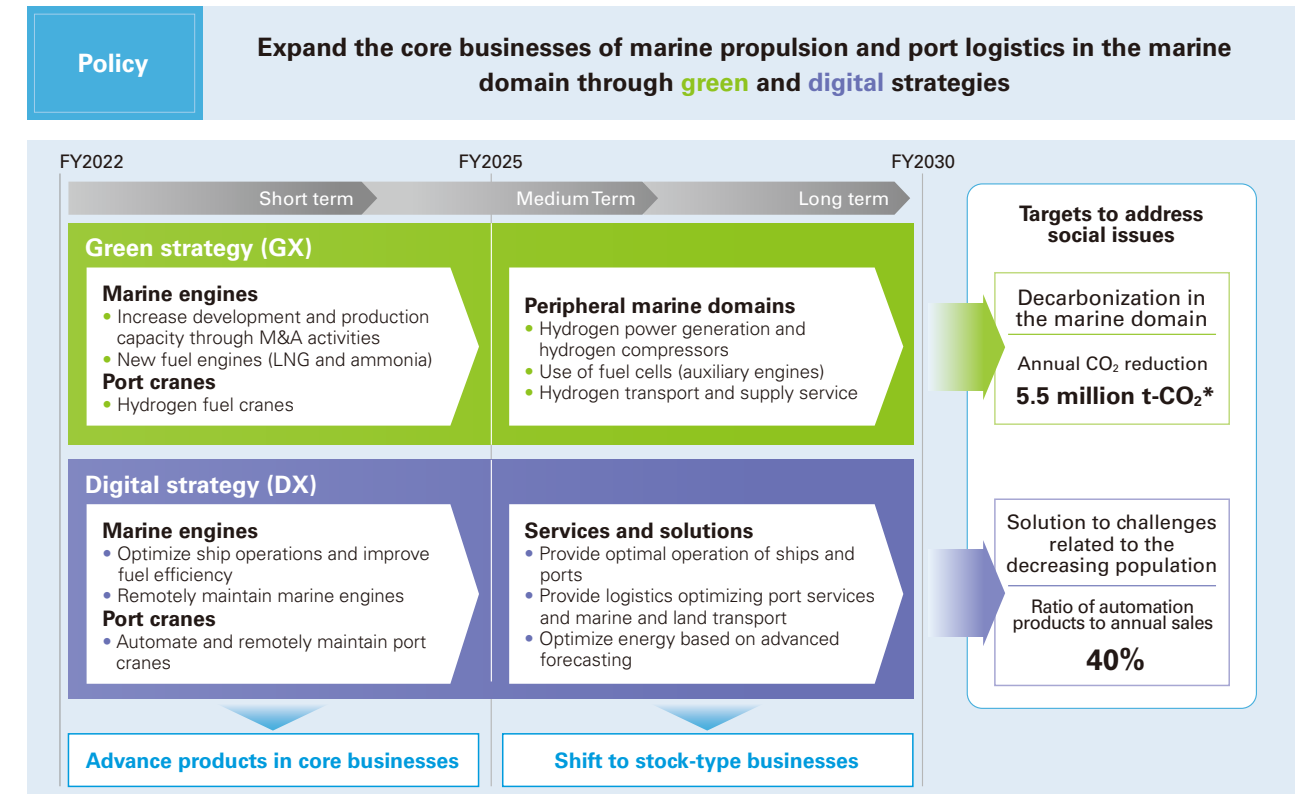 Policy
Expand the core businesses of marine propulsion and port logistics in the marine
domain through green and digital strategies
FY2022
FY2025
FY2030
Short term
Medium Term
Long term
Green strategy (GX)
Marine engines
• Increase development and production
capacity through M&A activities
• New fuel engines (LNG and ammonia)
Port cranes
• Hydrogen fuel cranes
Peripheral marine domains
• Hydrogen power generation and
hydrogen compressors
• Use of fuel cells (auxiliary engines)
• Hydrogen transport and supply service
Digital strategy (DX)
Marine engines
• Optimize ship operations and improve
fuel efficiency
• Remotely maintain marine engines
Port cranes
• Automate and remotely maintain port
cranes
Services and solutions
• Provide optimal operation of ships and
ports
• Provide logistics optimizing port services
and marine and land transport
• Optimize energy based on advanced
forecasting
Advance products in core businesses
Shift to stock-type businesses
Targets to address
social issues
Decarbonization in
the marine domain
Annual CO₂ reduction
5.5 million t-CO₂*
Solution to challenges
related to the
decreasing population
Ratio of automation
products to annual sales
40%